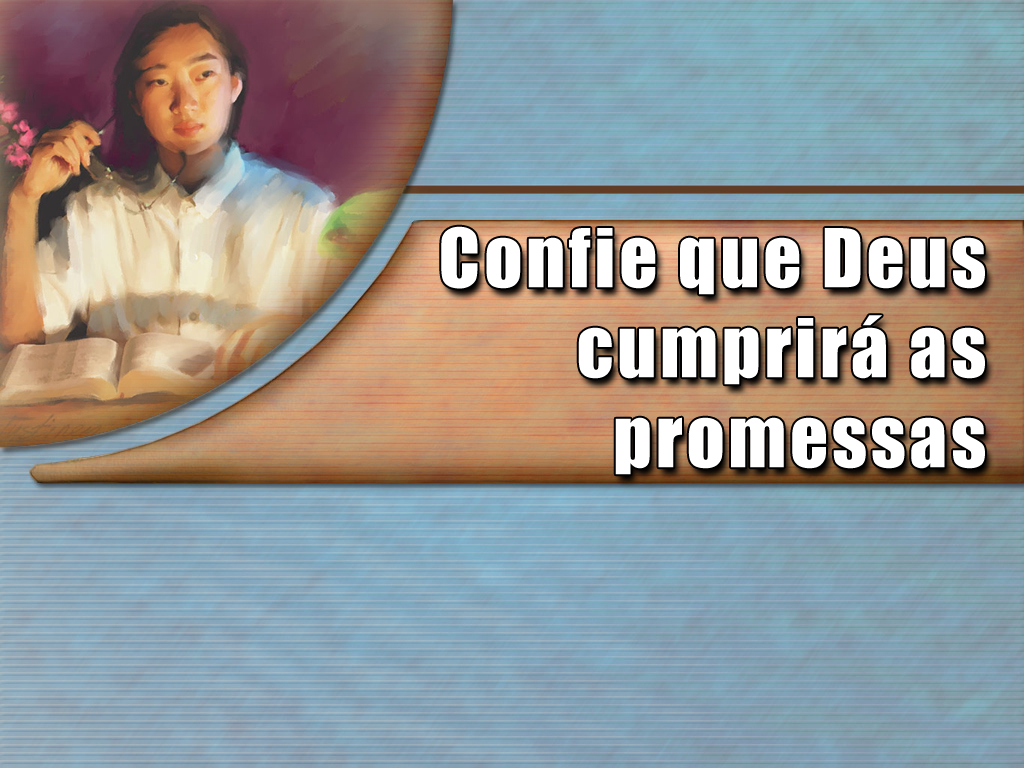 Confie que Deus
cumprirá as
promessas